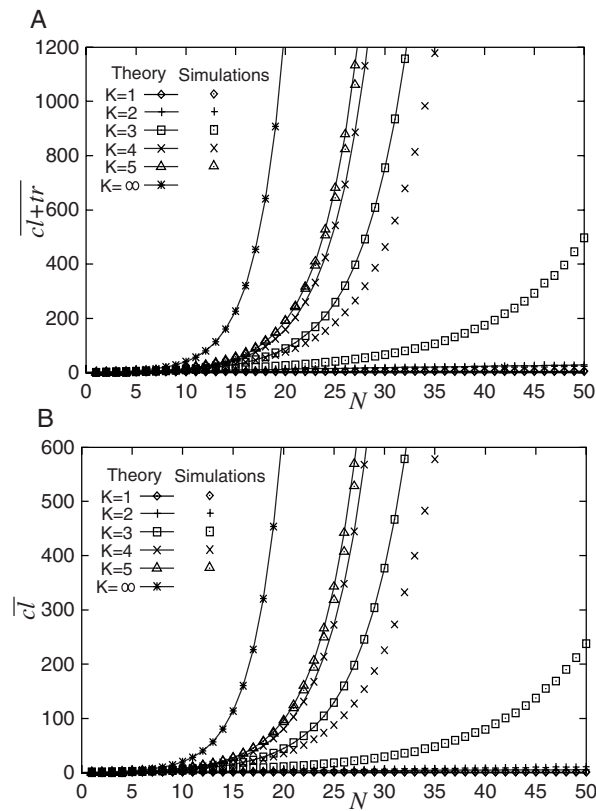 A
1200
1000
800
600
400
200
0
cl+tr
Theory Simulations
K=1
K=2
K=3
K=4
K=5
K=∞
0 5 10 15 20 25 30 35 40 45 50
N
B
600
500
400
300
200
100
0
cl
Theory Simulations
K=1
K=2
K=3
K=4
K=5
K=∞
0 5 10 15 20 25 30 35 40 45 50
N